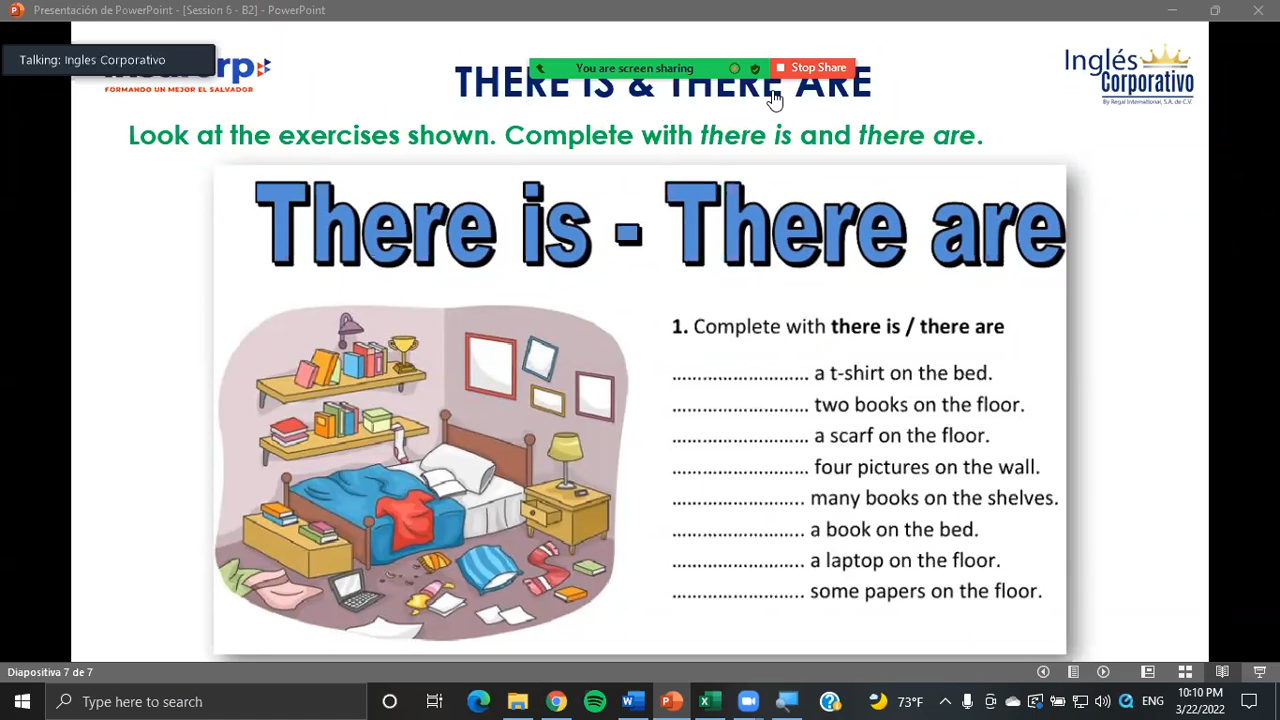 Presentación de PowerPoint - [Session 6 - B2] - PowerPoint
Talking: Ingles Corporativo
FORMANDO UN MEJOR EL SALVADOR
THERE IS & THERE ARE
You are screen sharing
Stop Share
Inglés
Corporativo
By Regal International, S.A. de C.V.
Look at the exercises shown. Complete with there is and there are.
There is - There are
1. Complete with there is / there are
........................... a t-shirt on the bed.
........................... two books on the floor.
........................... a scarf on the floor.
........................... four pictures on the wall.
.......................... many books on the shelves.
.......................... a book on the bed.
.......................... a laptop on the floor.
.......................... some papers on the floor.
Diapositiva 7 de 7
Type here to search
73°F
ENG
10:10 PM
3/22/2022